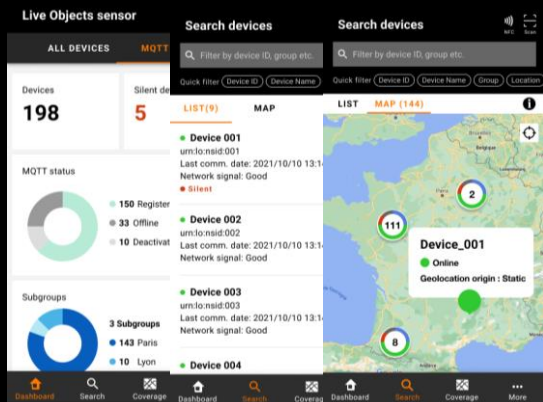 Live Objects sensor
ALL DEVICES
MQTT
Devices
198
Silent de
5
MQTT status
150 Register
33 Offline
10 Deactivat
Subgroups
3 Subgroups
143 Paris
10 Lyon
Dashboard
Search
Coverage
Search devices
Filter by device ID, group etc.
Quick filter
Device ID
Device Name
LIST(9)
MAP
Device 001
urn:lo:nsid:001
Last comm. date: 2021/10/10 13:1
Network signal: Good
Silent
Device 002
urn:lo:nsid:002
Last comm. date: 2021/10/10 13:1
Network signal: Good
Device 003
urn:lo:nsid:003
Last comm. date: 2021/10/10 13:1
Network signal: Good
Device 004
Dashboard
Search
Coverage
Search devices
NFC
Scan
Filter by device ID, group etc.
Quick filter
Device ID
Device Name
Group
Location
LIST
MAP (144)
Belgique
Paris
2
111
Device_001
Online
Geolocation origin : Static
8
Dashboard
Search
Coverage
More